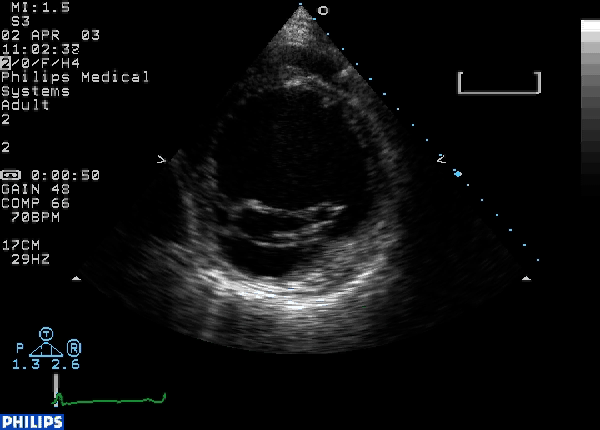 MI:1.5
S3
02 APR 03
11:02:32
2/0/F/H4
Philips Medical
Systems
Adult
2
2
0:00:50
GAIN 48
COMP 66
70BPM
17CM
29HZ
T
P R
1.3 2.6
PHILIPS